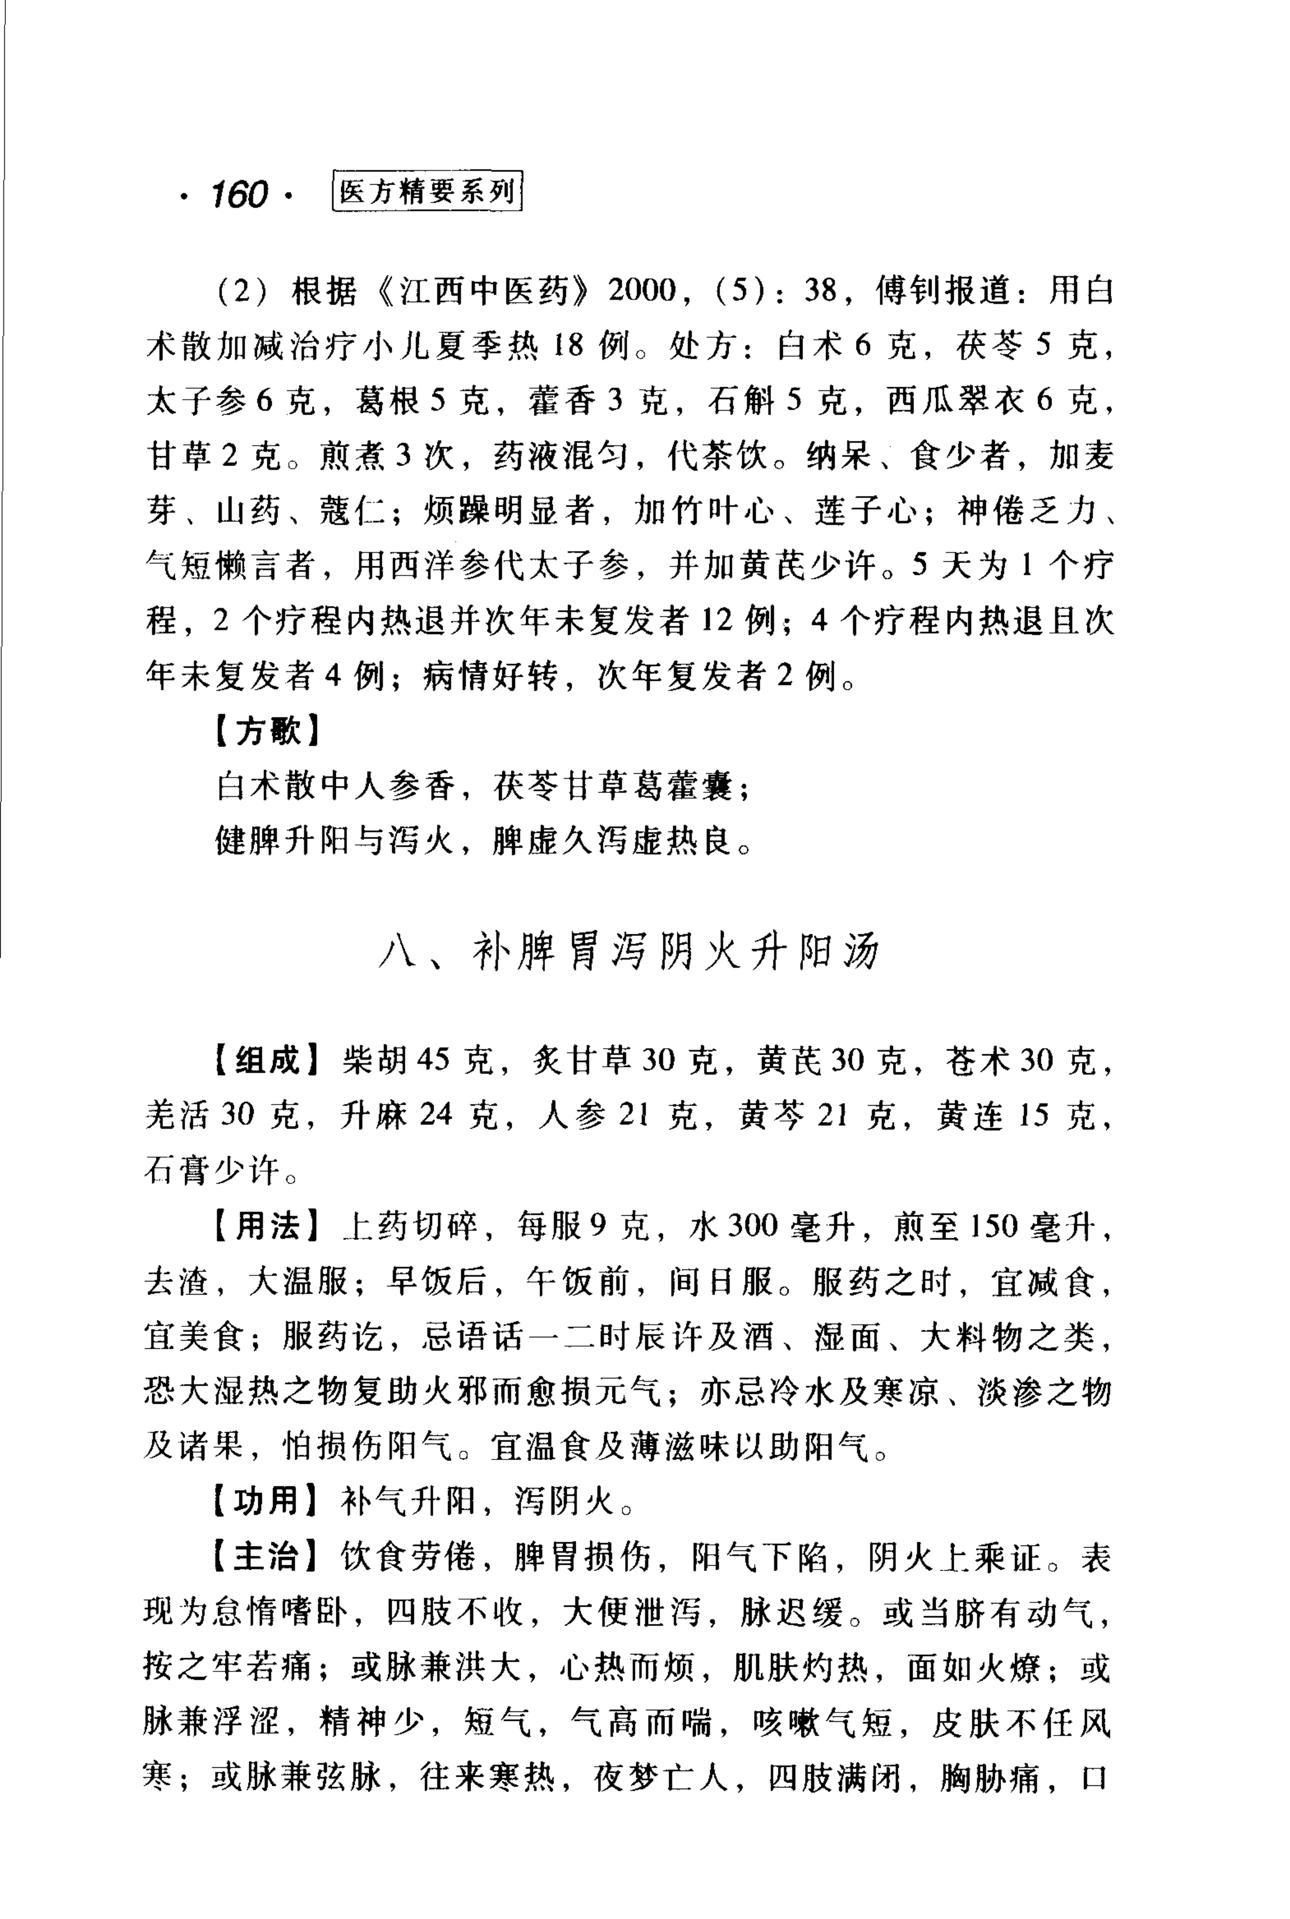 · 160 · 医方精要系列
(2) 根据《江西中医药》2000，(5)：38，傅钊报道：用白
术散加减治疗小儿夏季热 18 例。处方：白术 6 克，茯苓 5 克，
太子参 6 克，葛根 5 克，藿香 3 克，石斛 5 克，西瓜翠衣 6 克，
甘草 2 克。煎煮 3 次，药液混匀，代茶饮。纳呆、食少者，加麦
芽、山药、蔻仁；烦躁明显者，加竹叶心、莲子心；神倦乏力、
气短懒言者，用西洋参代太子参，并加黄芪少许。5 天为 1 个疗
程，2 个疗程内热退并次年未复发者 12 例；4 个疗程内热退且次
年未复发者 4 例；病情好转，次年复发者 2 例。
【方歌】
白术散中人参香，茯苓甘草葛藿囊；
健脾升阳与泻火，脾虚久泻虚热良。
八、补脾胃泻阴火升阳汤
【组成】柴胡 45 克，炙甘草 30 克，黄芪 30 克，苍术 30 克，
羌活 30 克，升麻 24 克，人参 21 克，黄芩 21 克，黄连 15 克，
石膏少许。
【用法】上药切碎，每服 9 克，水 300 毫升，煎至 150 毫升，
去渣，大温服；早饭后，午饭前，间日服。服药之时，宜减食，
宜美食；服药讫，忌语话一二时辰许及酒、湿面、大料物之类，
恐大湿热之物复助火邪而愈损元气；亦忌冷水及寒凉、淡渗之物
及诸果，怕损伤阳气。宜温食及薄滋味以助阳气。
【功用】补气升阳，泻阴火。
【主治】饮食劳倦，脾胃损伤，阳气下陷，阴火上乘证。表
现为怠惰嗜卧，四肢不收，大便泄泻，脉迟缓。或当脐有动气，
按之牢若痛；或脉兼洪大，心热而烦，肌肤灼热，面如火燎；或
脉兼浮涩，精神少，短气，气高而喘，咳嗽气短，皮肤不任风
寒；或脉兼弦脉，往来寒热，夜梦亡人，四肢满闭，胸胁痛，口